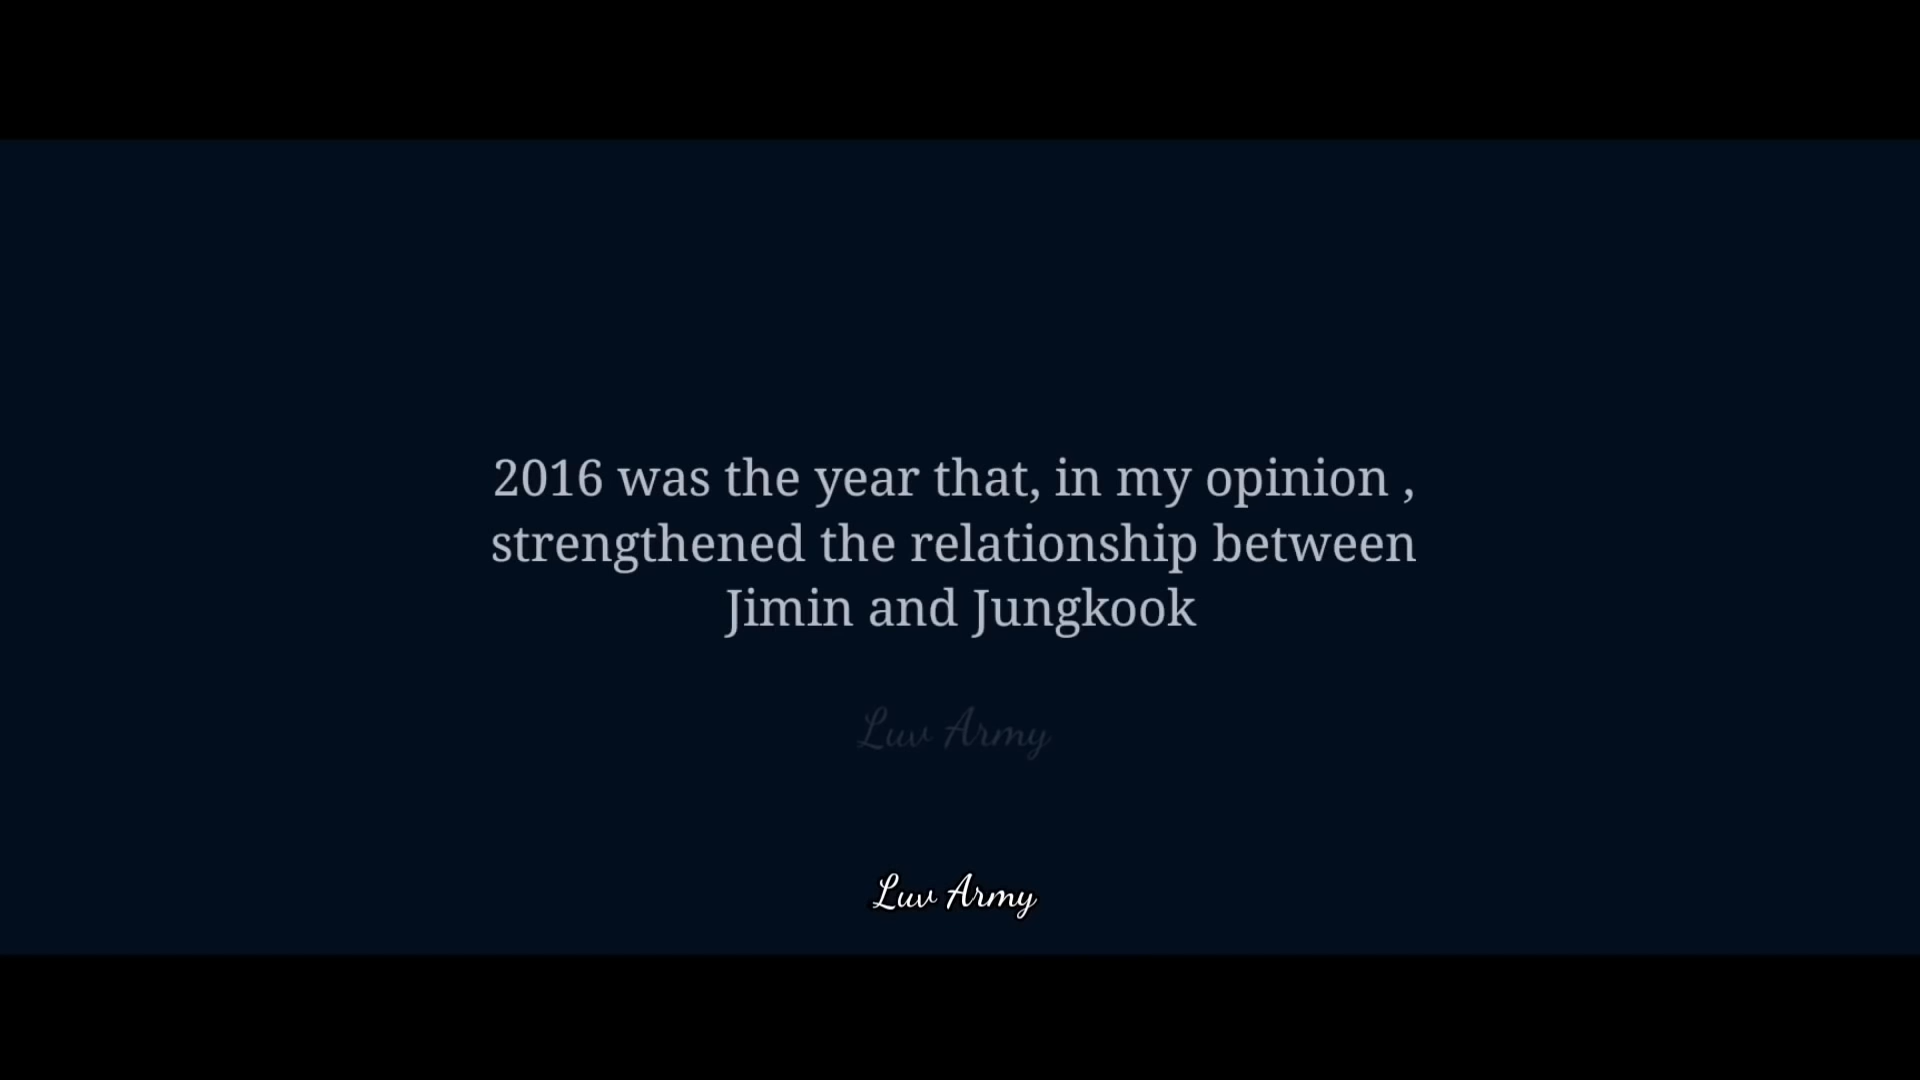 2016 was the year that, in my opinion ,
strengthened the relationship between
Jimin and Jungkook
Luv Army
Luv Army